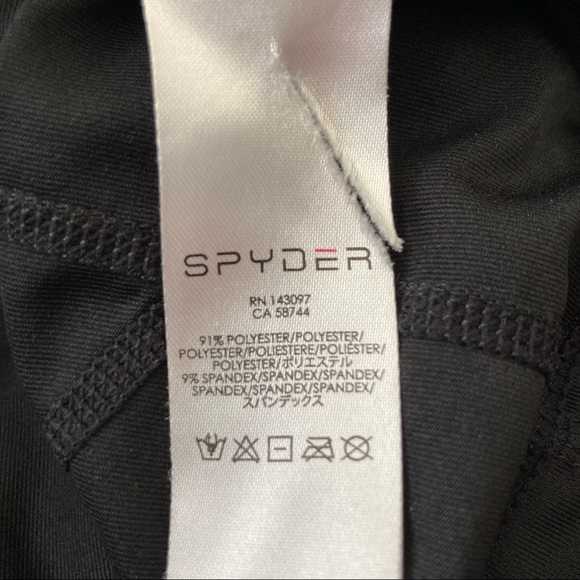 SPYDER
RN 143097
CA 58744
91% POLYESTER/POLYESTER/
POLYESTER/POLIESTERE/POLIÉSTER/
POLYESTER/ポリエステル
9% SPANDEX/SPANDEX/SPANDEX/
SPANDEX/SPANDEX/SPANDEX/
スパンデックス